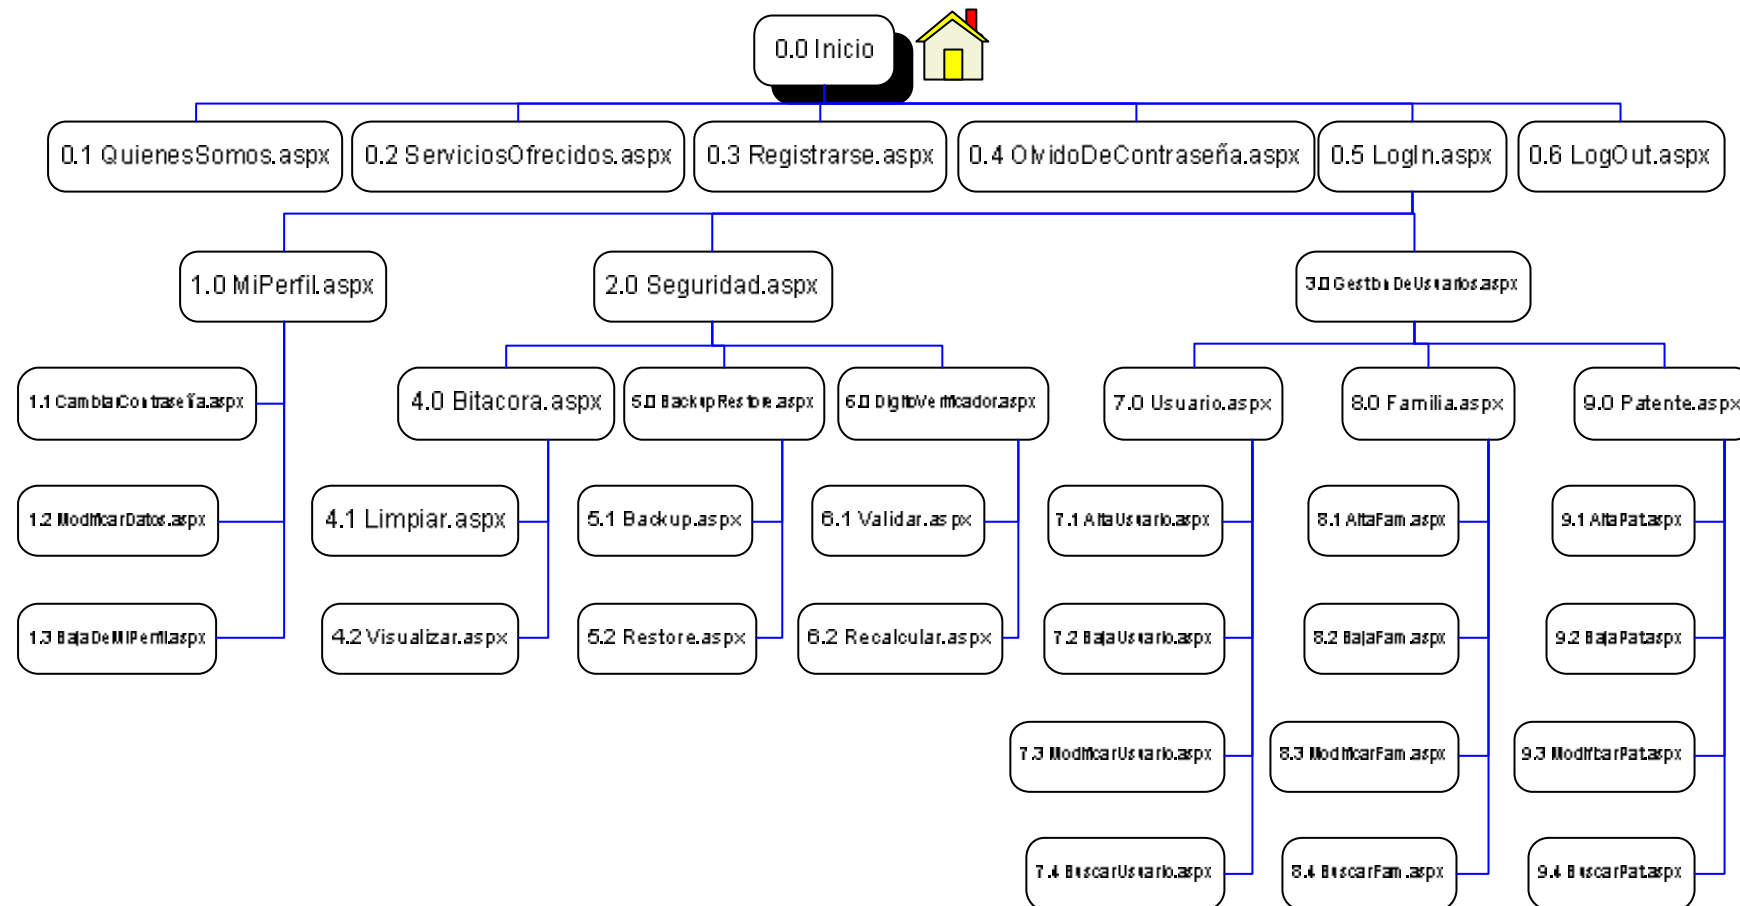 0.0 Inicio
0.1 QuienesSomos.aspx
0.2 ServiciosOfrecidos.aspx
0.3 Registrarse.aspx
0.4 OlvidoDeContraseña.aspx
0.5 LogIn.aspx
0.6 LogOut.aspx
1.0 MiPerfil.aspx
2.0 Seguridad.aspx
3.0 GestionDeUsuarios.aspx
1.1 CambiarContraseña.aspx
4.0 Bitacora.aspx
5.0 BackupRestore.aspx
6.0 DigitoVerificador.aspx
7.0 Usuario.aspx
8.0 Familia.aspx
9.0 Patente.aspx
1.2 ModificarDatos.aspx
4.1 Limpiar.aspx
5.1 Backup.aspx
6.1 Validar.aspx
7.1 AltaUsuario.aspx
8.1 AltaFam.aspx
9.1 AltaPat.aspx
1.3 BajaDeMiPerfil.aspx
4.2 Visualizar.aspx
5.2 Restore.aspx
6.2 Recalcular.aspx
7.2 BajaUsuario.aspx
8.2 BajaFam.aspx
9.2 BajaPat.aspx
7.3 ModificarUsuario.aspx
8.3 ModificarFam.aspx
9.3 ModificarPat.aspx
7.4 BuscarUsuario.aspx
8.4 BuscarFam.aspx
9.4 BuscarPat.aspx